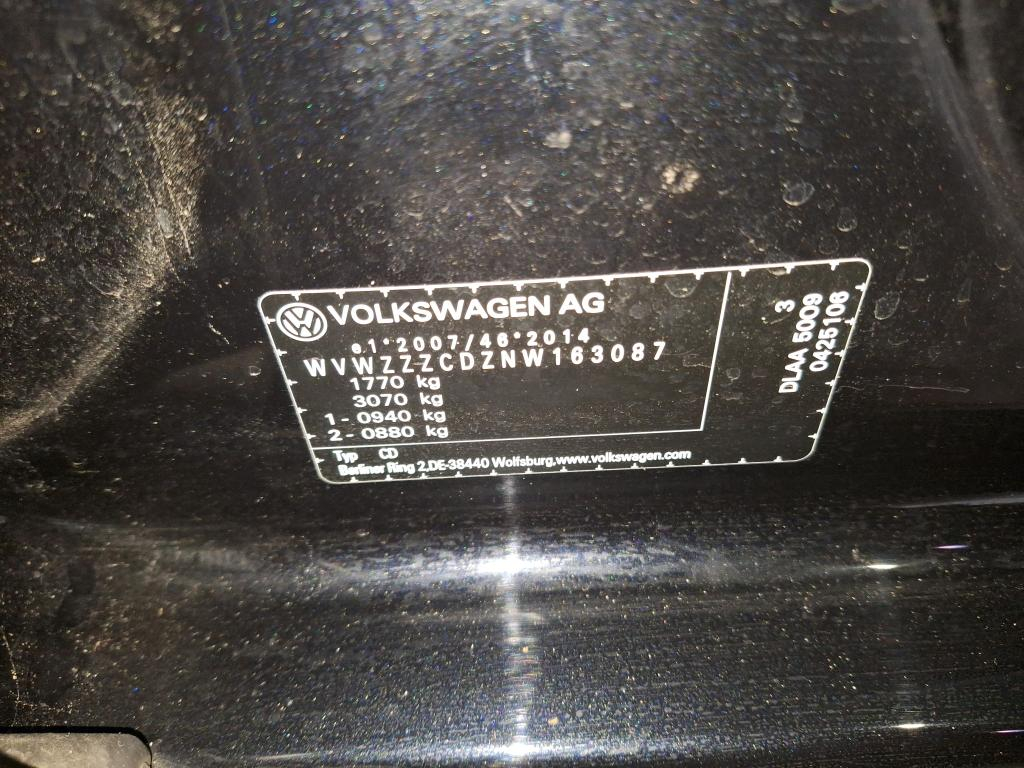 VOLKSWAGEN AG
e1*2007/46*2014
WVWZZZCDZNW163087
1770 kg
3070 kg
1 - 0940 kg
2 - 0880 kg
Typ CD
Berliner Ring 2,DE-38440 Wolfsburg,www.volkswagen.com
3
DLAA 5009
0425106